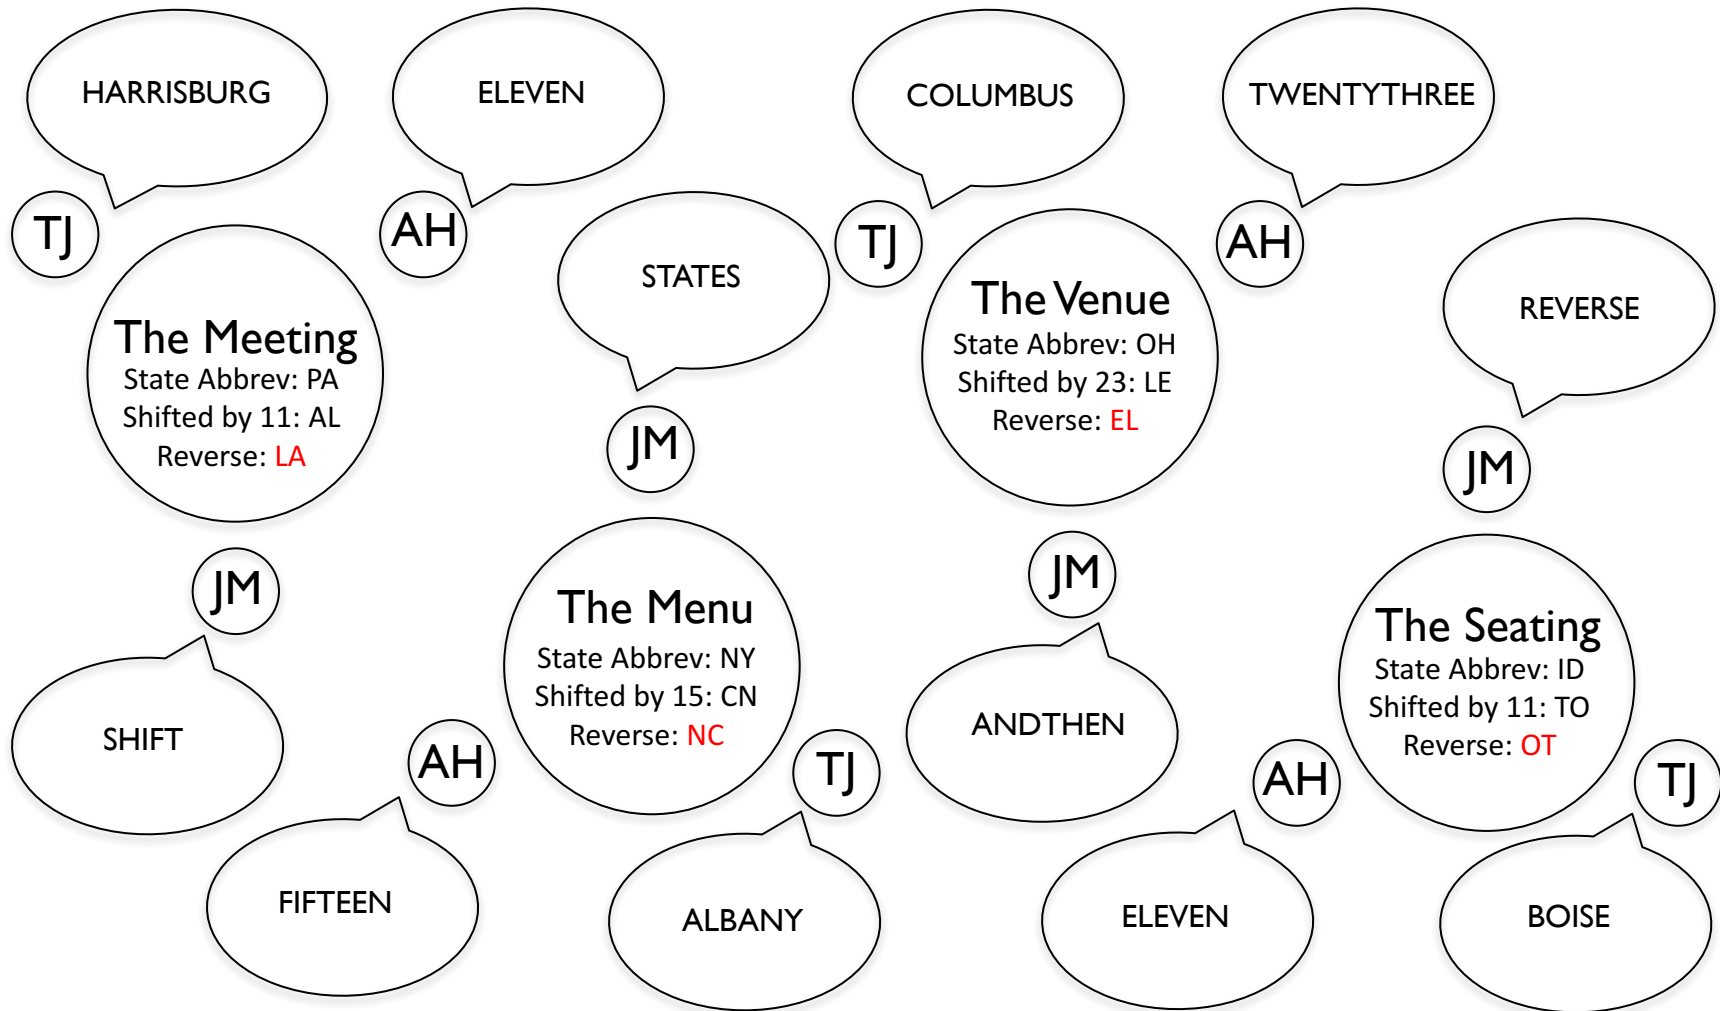 HARRISBURG
ELEVEN
COLUMBUS
TWENTYTHREE
TJ
AH
TJ
AH
STATES
REVERSE
The Meeting
State Abbrev: PA
Shifted by 11: AL
Reverse: LA
The Venue
State Abbrev: OH
Shifted by 23: LE
Reverse: EL
JM
JM
JM
JM
The Menu
State Abbrev: NY
Shifted by 15: CN
Reverse: NC
The Seating
State Abbrev: ID
Shifted by 11: TO
Reverse: OT
SHIFT
ANDTHEN
AH
TJ
AH
TJ
FIFTEEN
ALBANY
ELEVEN
BOISE